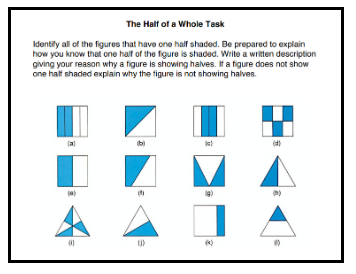 The Half of a Whole Task
Identify all of the figures that have one half shaded. Be prepared to explain
how you know that one half of the figure is shaded. Write a written description
giving your reason why a figure is showing halves. If a figure does not show
one half shaded explain why the figure is not showing halves.
(a) (b) (c) (d)
(e) (f) (g) (h)
(i) (j) (k) (l)